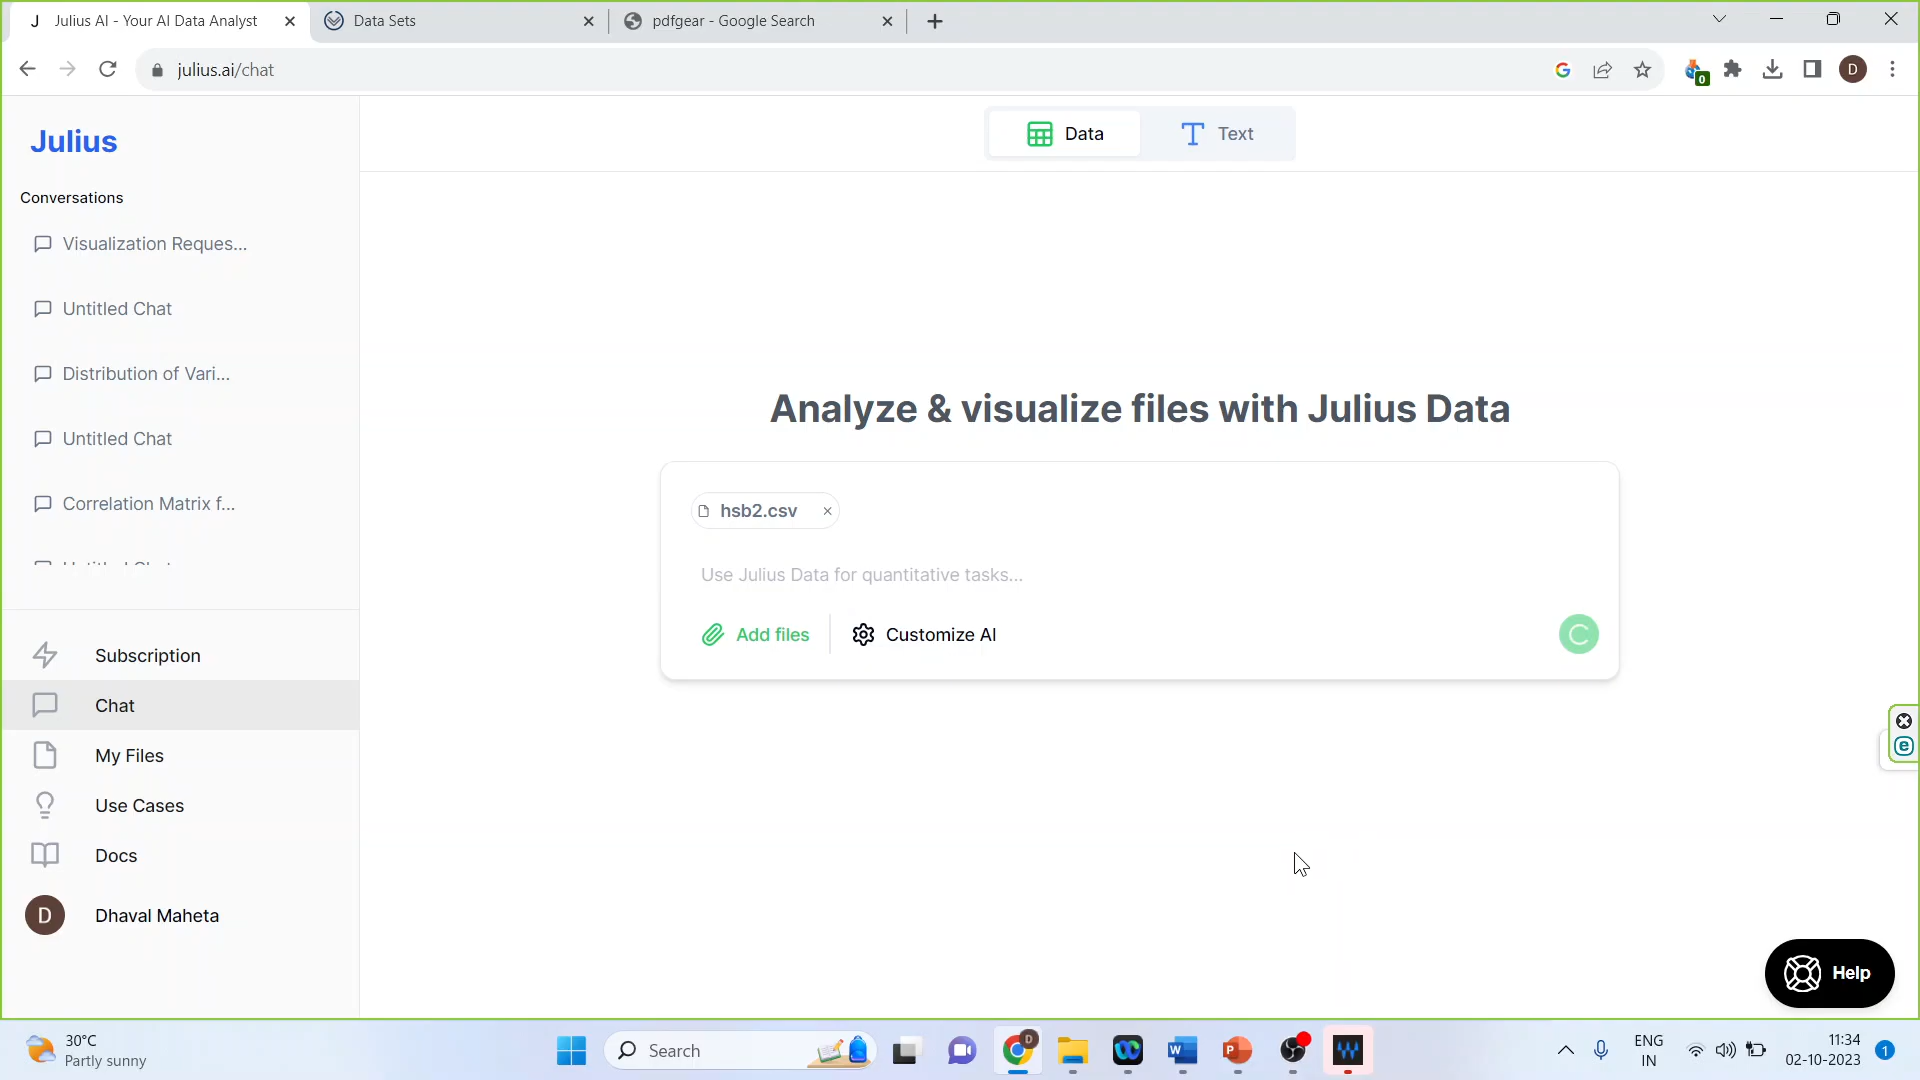 Julius AI - Your AI Data Analyst
Data Sets
pdfgear - Google Search
julius.ai/chat
0
D
Julius
Data
Text
Conversations
Visualization Reques...
Untitled Chat
Distribution of Vari...
Untitled Chat
Correlation Matrix f...
Analyze & visualize files with Julius Data
hsb2.csv
Use Julius Data for quantitative tasks...
Add files
Customize AI
Subscription
Chat
My Files
Use Cases
Docs
D
Dhaval Maheta
Help
30°C
Partly sunny
Search
ENG
IN
11:34
02-10-2023
1